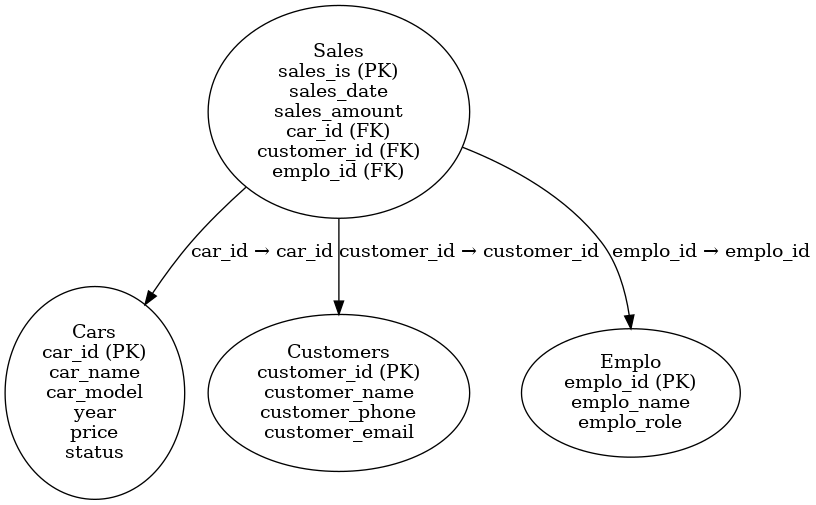 Sales
sales_is (PK)
sales_date
sales_amount
car_id (FK)
customer_id (FK)
emplo_id (FK)
car_id → car_id
customer_id → customer_id
emplo_id → emplo_id
Cars
car_id (PK)
car_name
car_model
year
price
status
Customers
customer_id (PK)
customer_name
customer_phone
customer_email
Emplo
emplo_id (PK)
emplo_name
emplo_role